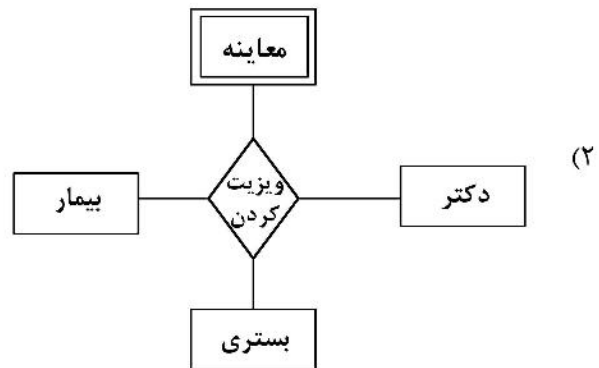 معاینه
۲)
ویزیت
کردن
دکتر
بیمار
بستری